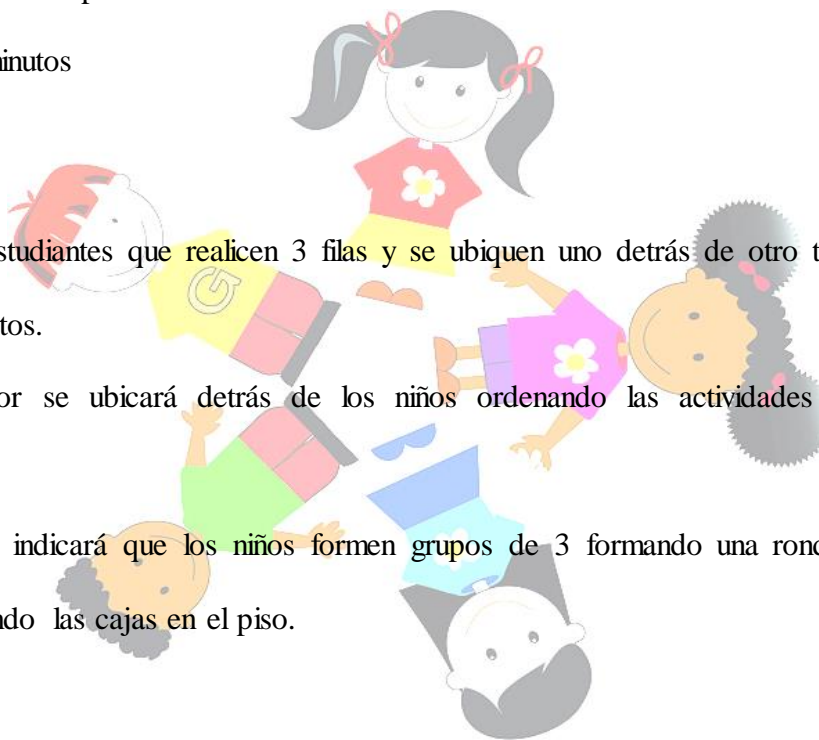 minutos
studiantes que realicen 3 filas y se ubiquen uno detrás de otro t
tos.
or se ubicará detrás de los niños ordenando las actividades
indicará que los niños formen grupos de 3 formando una ron
ndo las cajas en el piso.
G